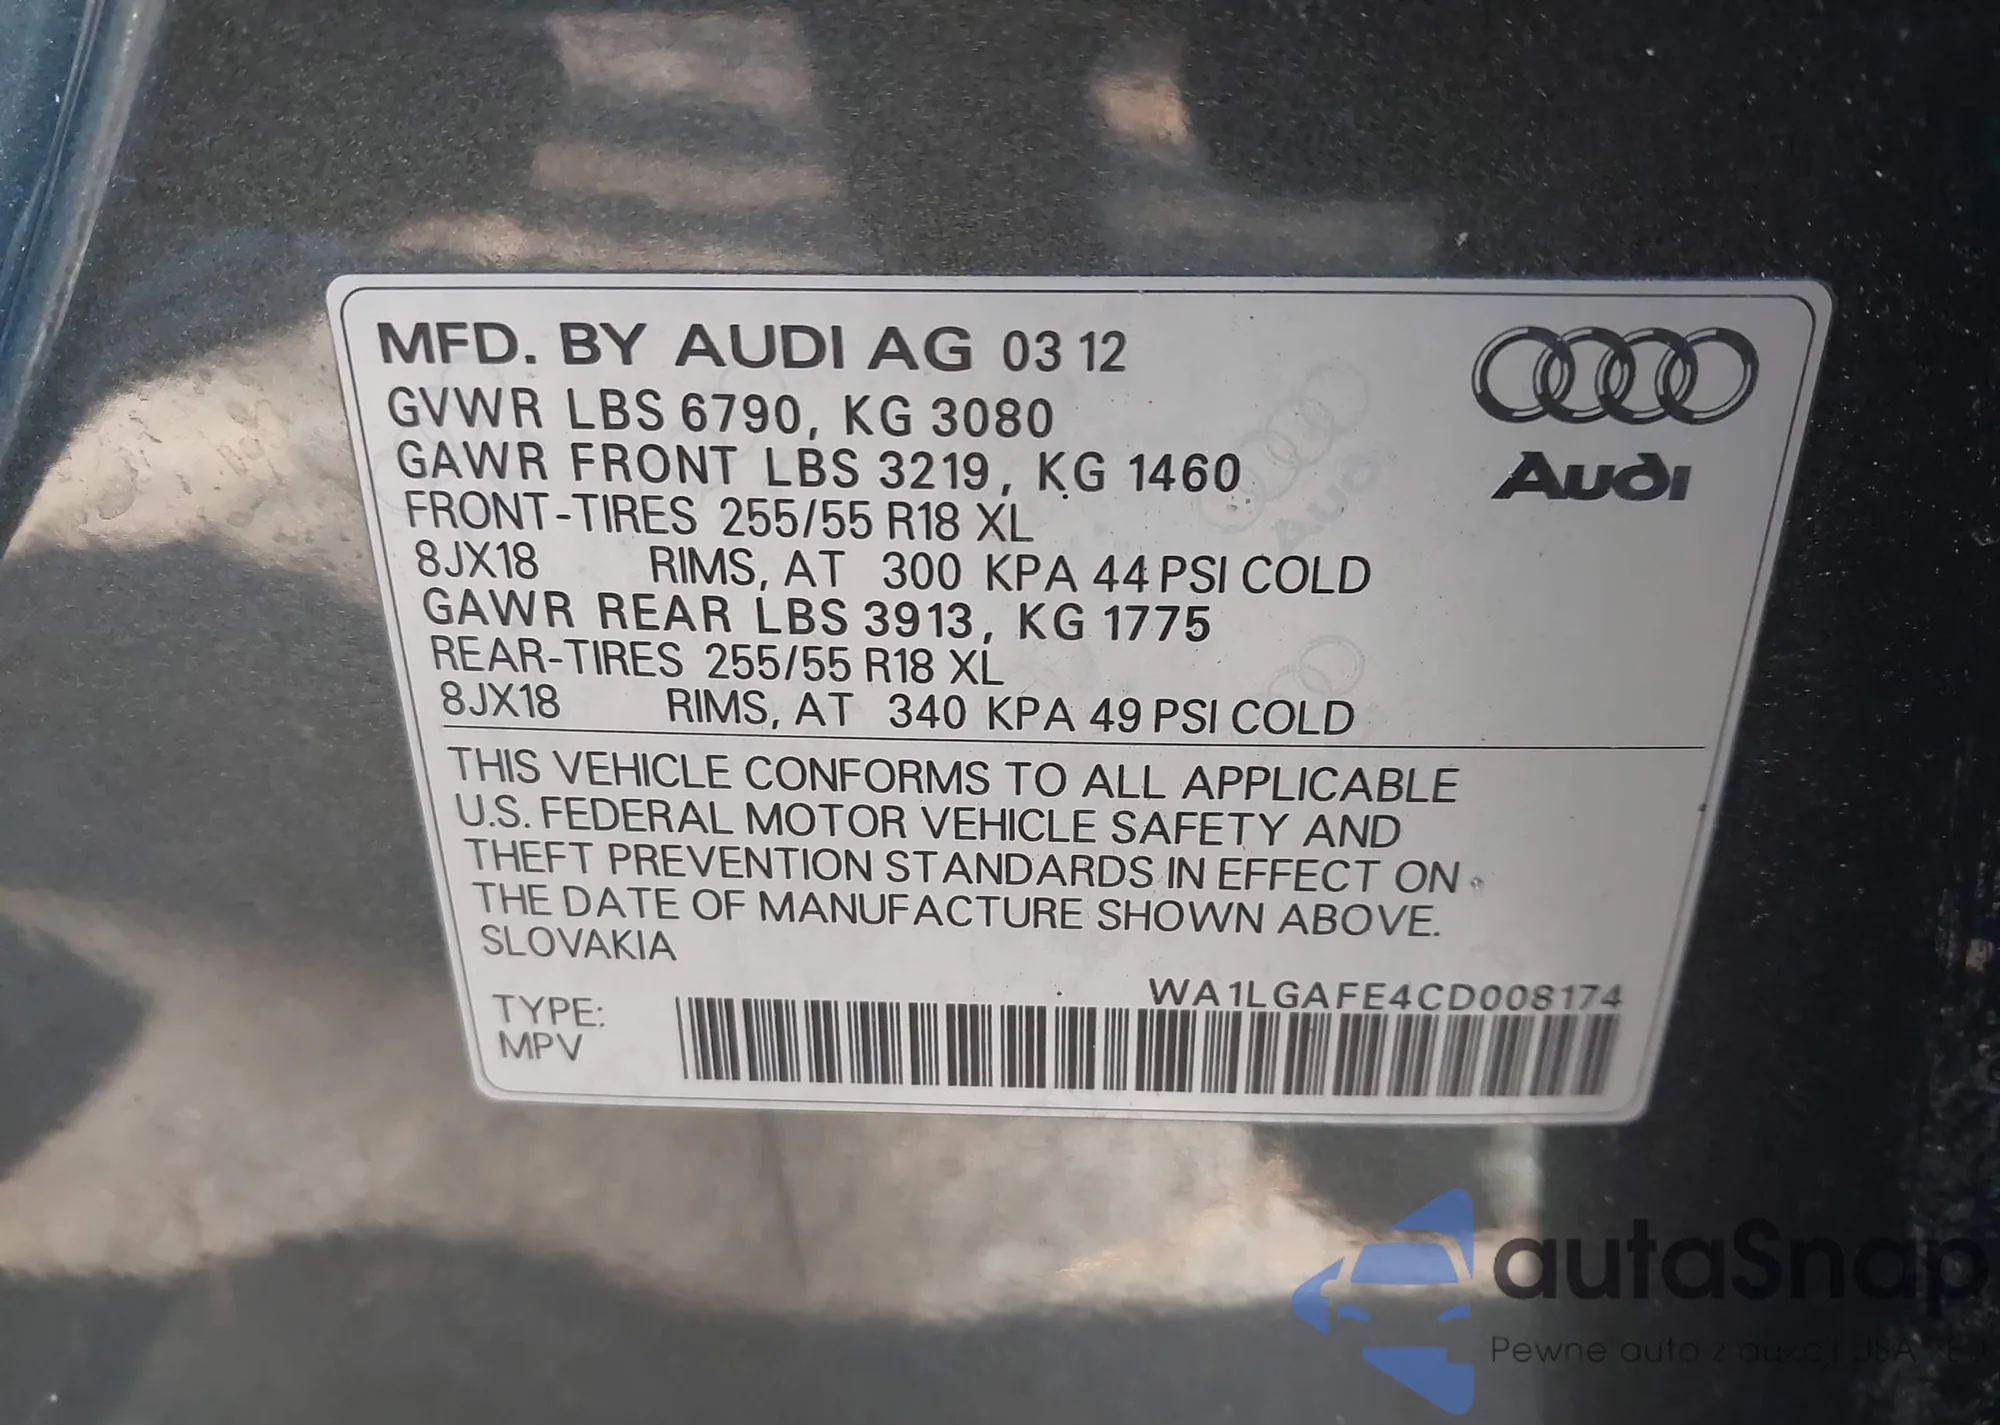 MFD. BY AUDI AG 03 12
GVWR LBS 6790, KG 3080
GAWR FRONT LBS 3219, KG 1460
FRONT-TIRES 255/55 R18 XL
8JX18 RIMS, AT 300 KPA 44 PSI COLD
GAWR REAR LBS 3913, KG 1775
REAR-TIRES 255/55 R18 XL
8JX18 RIMS, AT 340 KPA 49 PSI COLD
Audi
THIS VEHICLE CONFORMS TO ALL APPLICABLE
U.S. FEDERAL MOTOR VEHICLE SAFETY AND
THEFT PREVENTION STANDARDS IN EFFECT ON
THE DATE OF MANUFACTURE SHOWN ABOVE.
SLOVAKIA
WA1LGAFE4CD008174
TYPE:
MPV
autaSnap
Pewne auta z aukcji USA